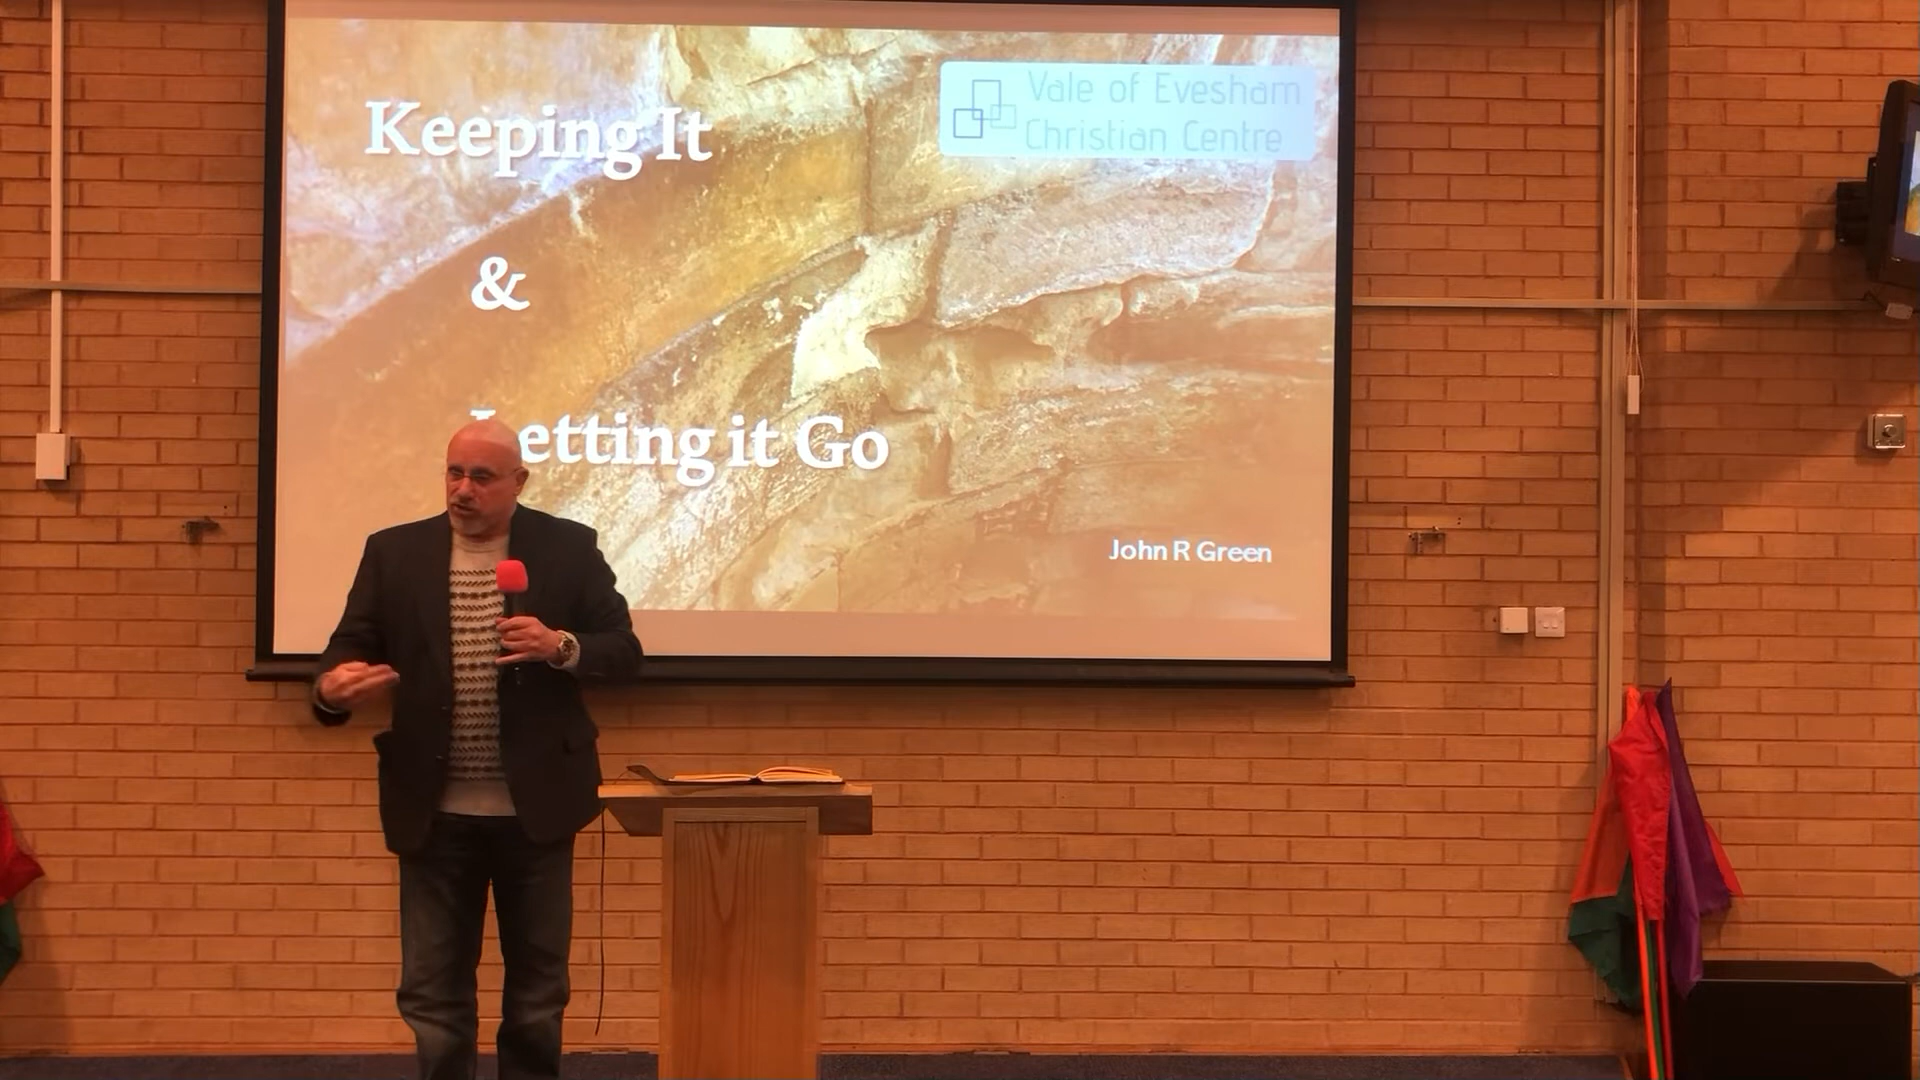 Keeping It
Vale of Evesham
Christian Centre
&
Letting it Go
John R Green